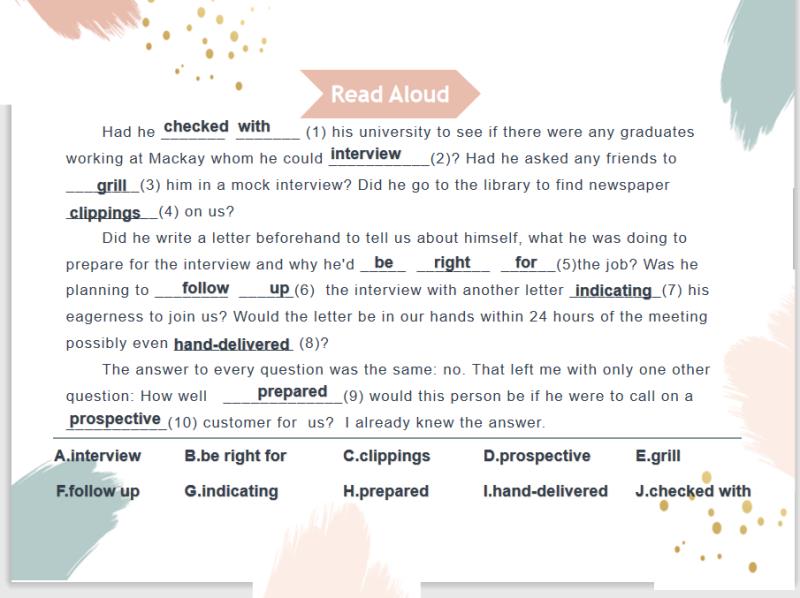 Read Aloud
Had he checked with (1) his university to see if there were any graduates
working at Mackay whom he could interview (2)? Had he asked any friends to
grill (3) him in a mock interview? Did he go to the library to find newspaper
clippings (4) on us?
Did he write a letter beforehand to tell us about himself, what he was doing to
prepare for the interview and why he'd be right for (5)the job? Was he
planning to follow up (6) the interview with another letter indicating (7) his
eagerness to join us? Would the letter be in our hands within 24 hours of the meeting
possibly even hand-delivered (8)?
The answer to every question was the same: no. That left me with only one other
question: How well prepared (9) would this person be if he were to call on a
prospective (10) customer for us? I already knew the answer.
A.interview B.be right for C.clippings D.prospective E.grill
F.follow up G.indicating H.prepared I.hand-delivered J.checked with